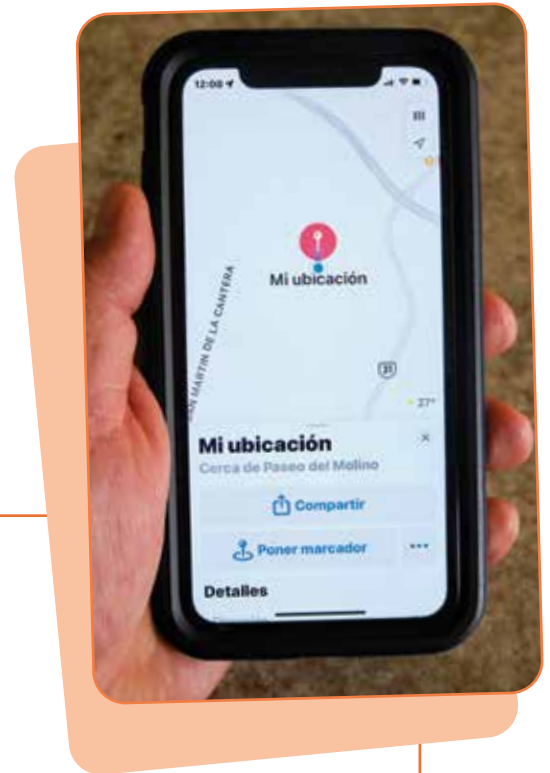 12:08
Mi ubicación
SAN MARTIN DE LA CANTERA
31
27°
Mi ubicación
Cerca de Paseo del Molino
Compartir
Poner marcador
Detalles